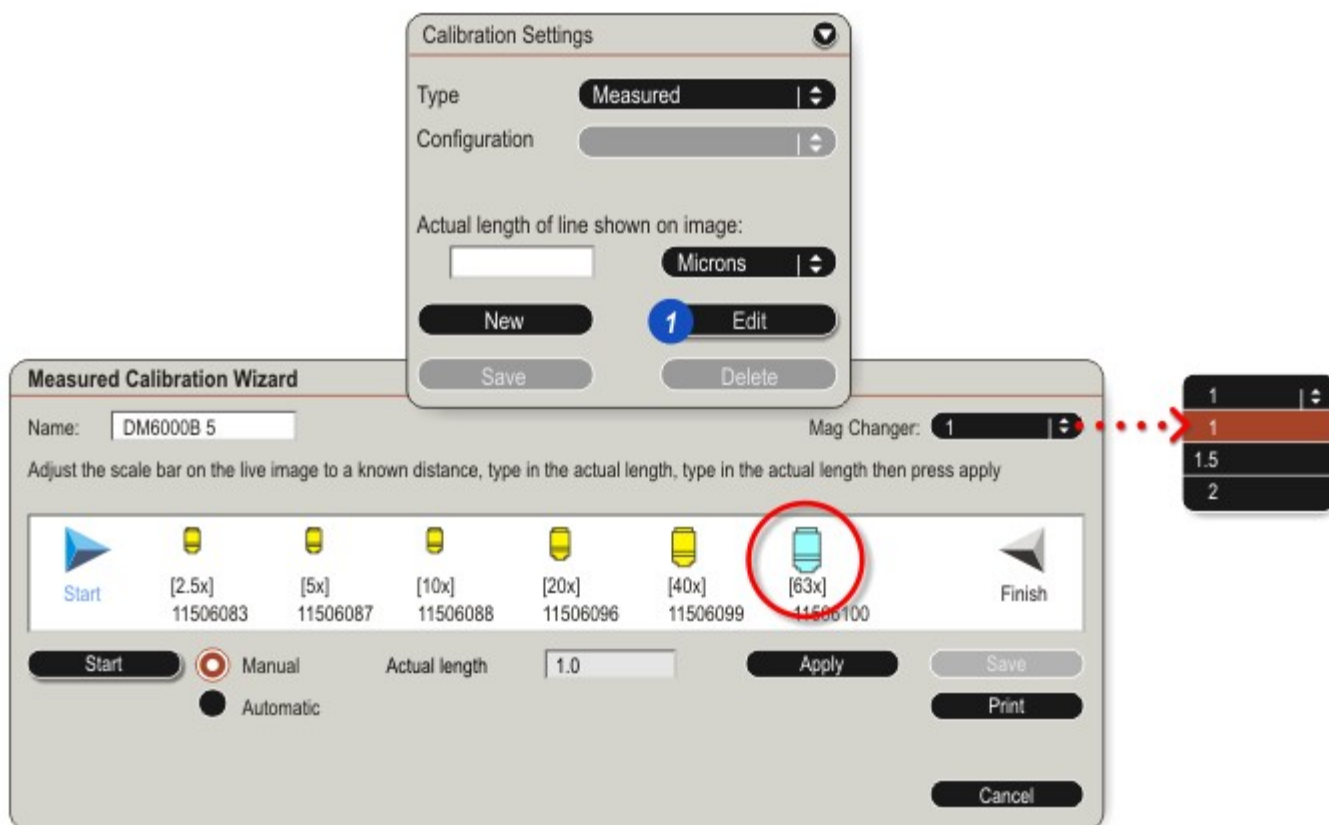 Calibration Settings
Type Measured
Configuration
Actual length of line shown on image:
Microns
New 1 Edit
Save Delete
Measured Calibration Wizard
Name: DM6000B 5 Mag Changer: 1
1
1
1.5
2
Adjust the scale bar on the live image to a known distance, type in the actual length, type in the actual length then press apply
Start [2.5x] [5x] [10x] [20x] [40x] [63x] Finish
11506083 11506087 11506088 11506096 11506099 11506100
Start Manual Actual length 1.0 Apply Save
Automatic Print
Cancel